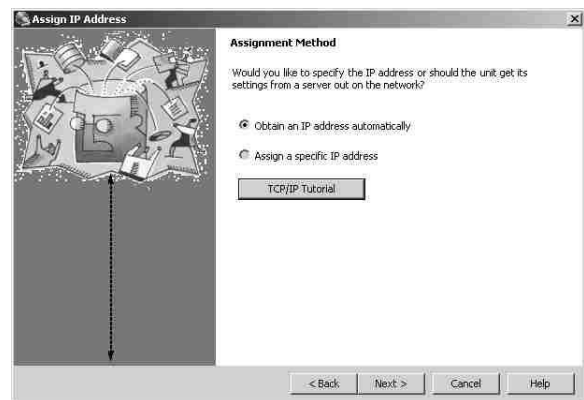 Assign IP Address
Assignment Method
Would you like to specify the IP address or should the unit get its
settings from a server out on the network?
Obtain an IP address automatically
Assign a specific IP address
TCP/IP Tutorial
< Back
Next >
Cancel
Help